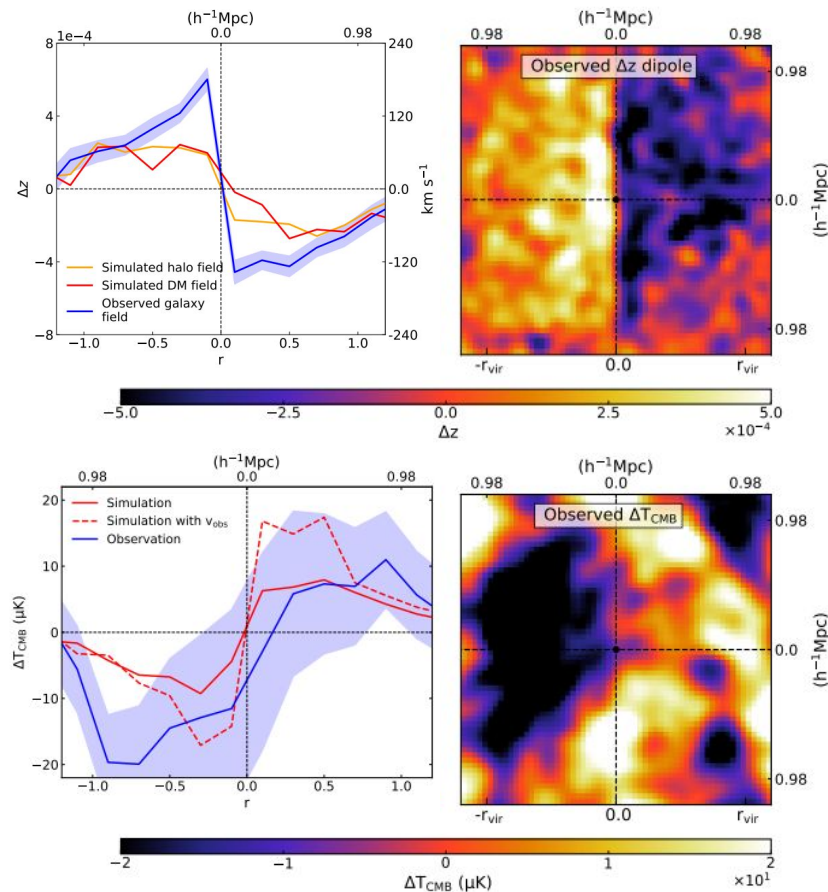 (h⁻¹Mpc)
0.0 0.98
8 1e−4 240
4 120
Δz 0 0.0 km s⁻¹
−4 −120
−8 −240
Simulated halo field
Simulated DM field
Observed galaxy
field
−1.0 −0.5 0.0 0.5 1.0
r
(h⁻¹Mpc)
0.98 0.0 0.98
Observed Δz dipole
0.98
0.0 (h⁻¹Mpc)
0.98
-r_vir 0.0 r_vir
−5.0 −2.5 0.0 2.5 5.0
Δz ×10⁻⁴
(h⁻¹Mpc)
0.98 0.0 0.98
Simulation
Simulation with v_obs
Observation
20
10
ΔT_CMB (μK) 0
−10
−20
−1.0 −0.5 0.0 0.5 1.0
r
(h⁻¹Mpc)
0.98 0.0 0.98
Observed ΔT_CMB
0.98
0.0 (h⁻¹Mpc)
0.98
-r_vir 0.0 r_vir
−2 −1 0 1 2
ΔT_CMB (μK) ×10¹